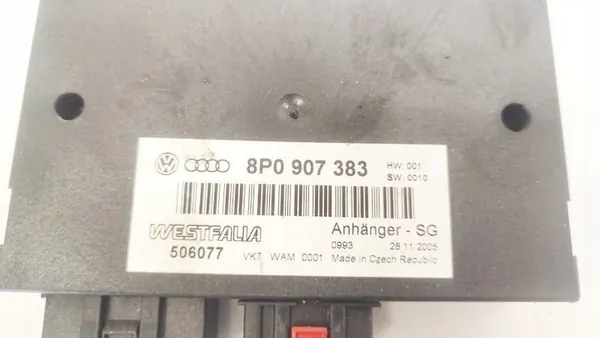 8P0 907 383 HW: 001
SW: 0010
WESTFALIA Anhänger - SG
506077 0993 28.11.2005
VK7 WAM 0001 Made in Czech Republic